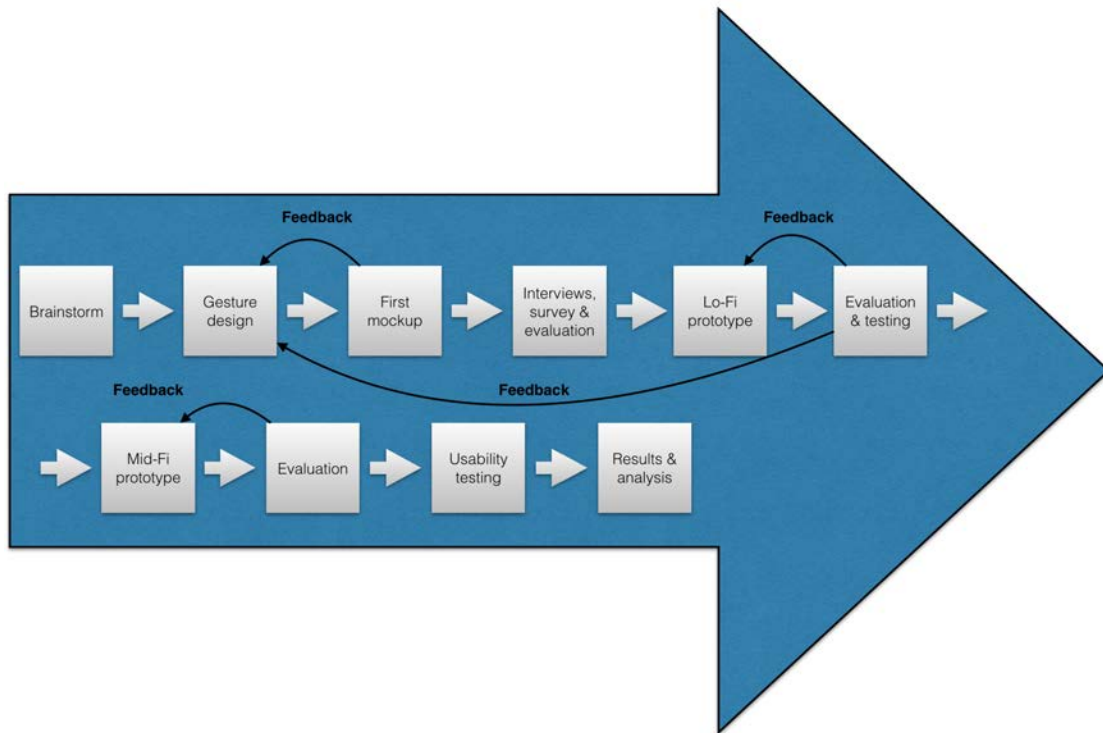 Feedback
Feedback
Brainstorm
Gesture
design
First
mockup
Interviews,
survey &
evaluation
Lo-Fi
prototype
Evaluation
& testing
Feedback
Feedback
Mid-Fi
prototype
Evaluation
Usability
testing
Results &
analysis